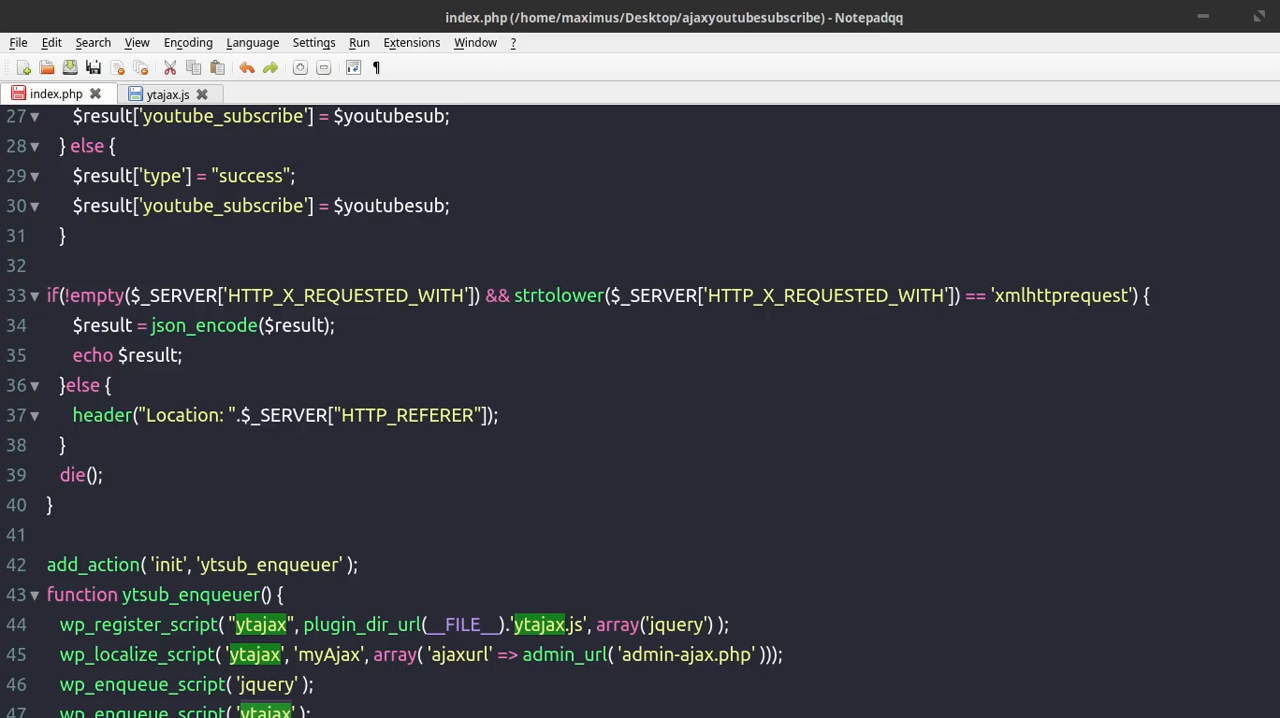 index.php (/home/maximus/Desktop/ajaxyoutubesubscribe) - Notepadqq
File Edit Search View Encoding Language Settings Run Extensions Window ?
index.php ytajax.js
27 $result['youtube_subscribe'] = $youtubesub;
28 } else {
29 $result['type'] = "success";
30 $result['youtube_subscribe'] = $youtubesub;
31 }
32
33 if(!empty($_SERVER['HTTP_X_REQUESTED_WITH']) && strtolower($_SERVER['HTTP_X_REQUESTED_WITH']) == 'xmlhttprequest') {
34 $result = json_encode($result);
35 echo $result;
36 }else {
37 header("Location: ".$_SERVER["HTTP_REFERER"]);
38 }
39 die();
40 }
41
42 add_action( 'init', 'ytsub_enqueuer' );
43 function ytsub_enqueuer() {
44 wp_register_script( "ytajax", plugin_dir_url(__FILE__).'ytajax.js', array('jquery') );
45 wp_localize_script( 'ytajax', 'myAjax', array( 'ajaxurl' => admin_url( 'admin-ajax.php' )));
46 wp_enqueue_script( 'jquery' );
47 wp_enqueue_script( 'ytajax' );